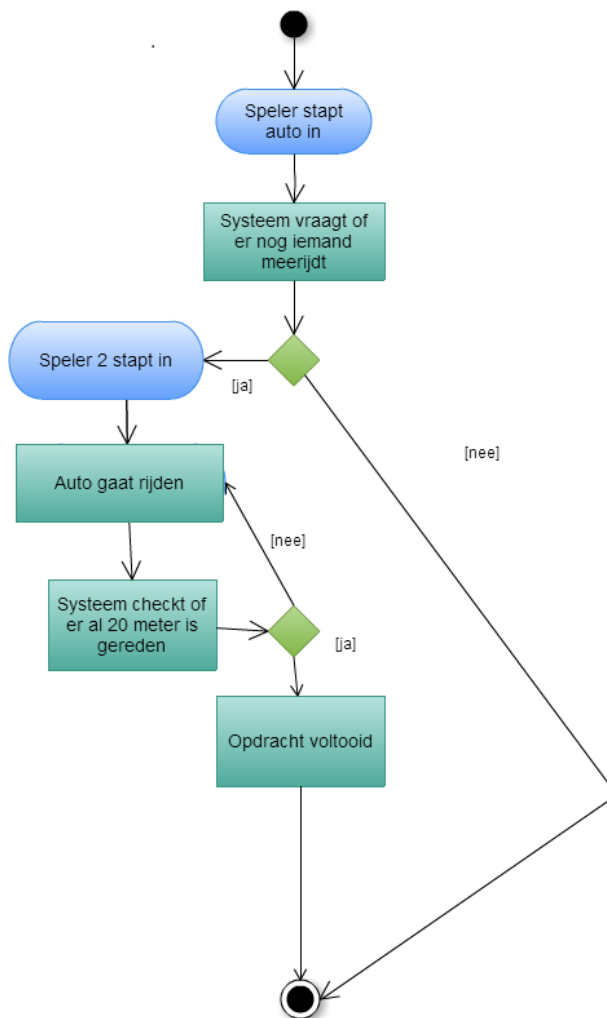 Speler stapt
auto in
Systeem vraagt of
er nog iemand
meerijdt
Speler 2 stapt in
[ja]
[nee]
Auto gaat rijden
[nee]
Systeem checkt of
er al 20 meter is
gereden
[ja]
Opdracht voltooid